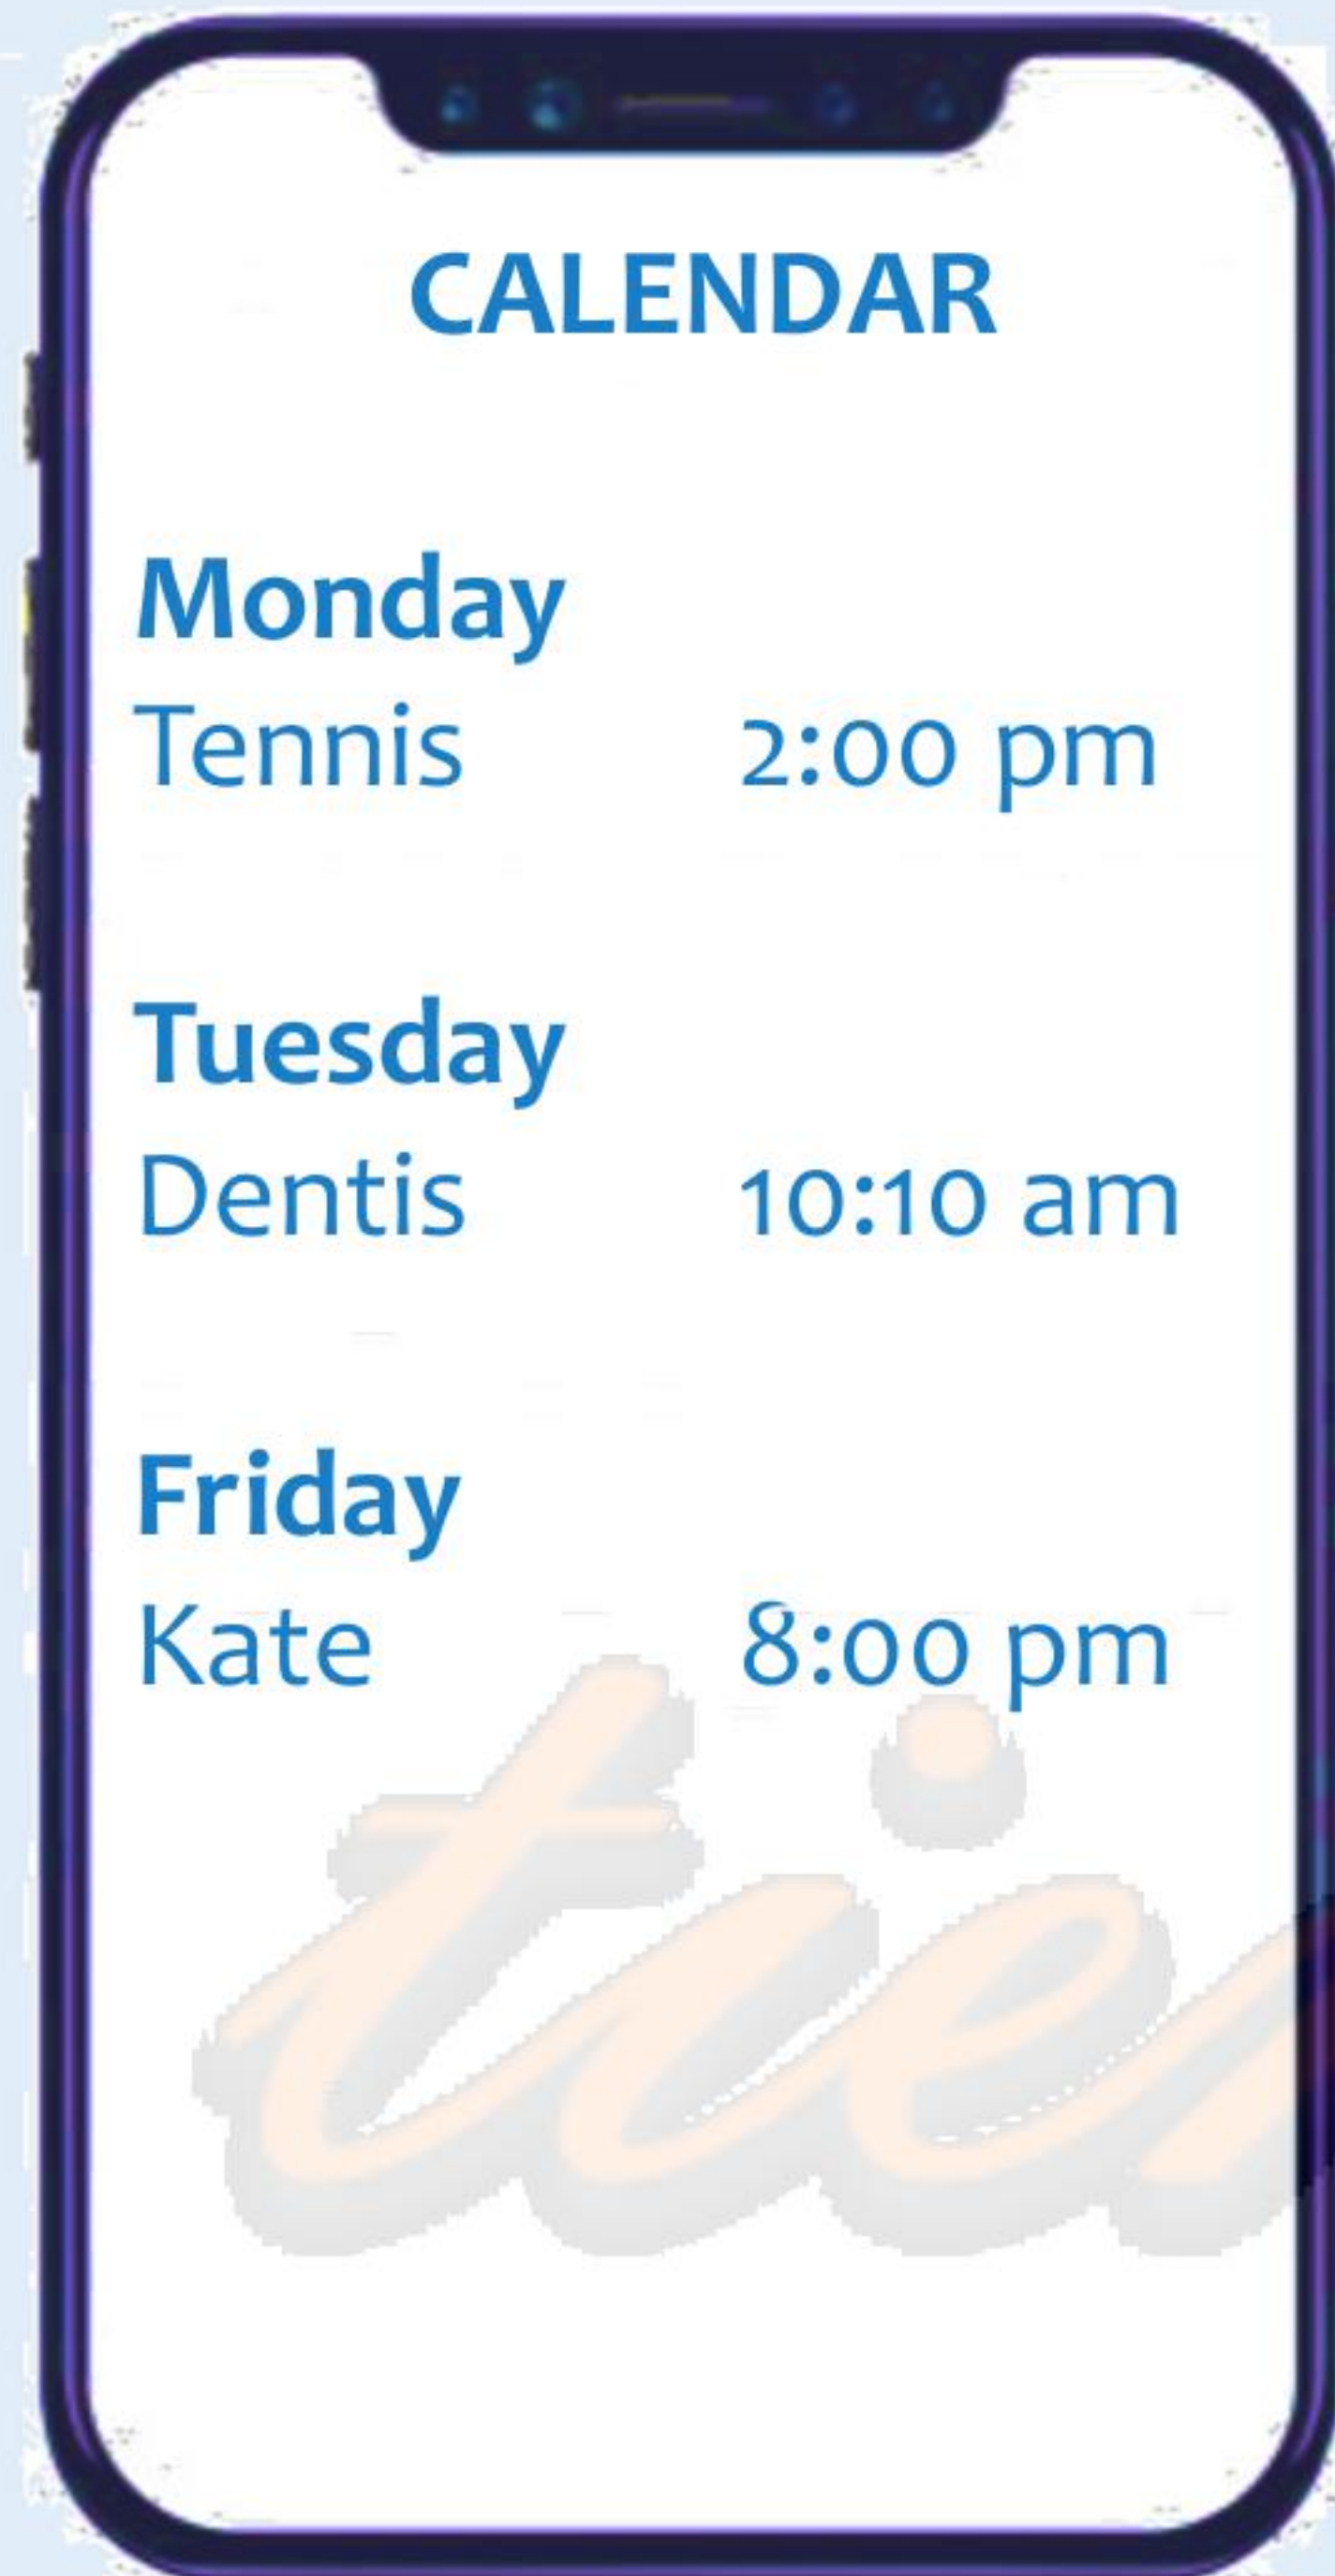 CALENDAR
Monday
Tennis 2:00 pm
Tuesday
Dentis 10:10 am
Friday
Kate 8:00 pm